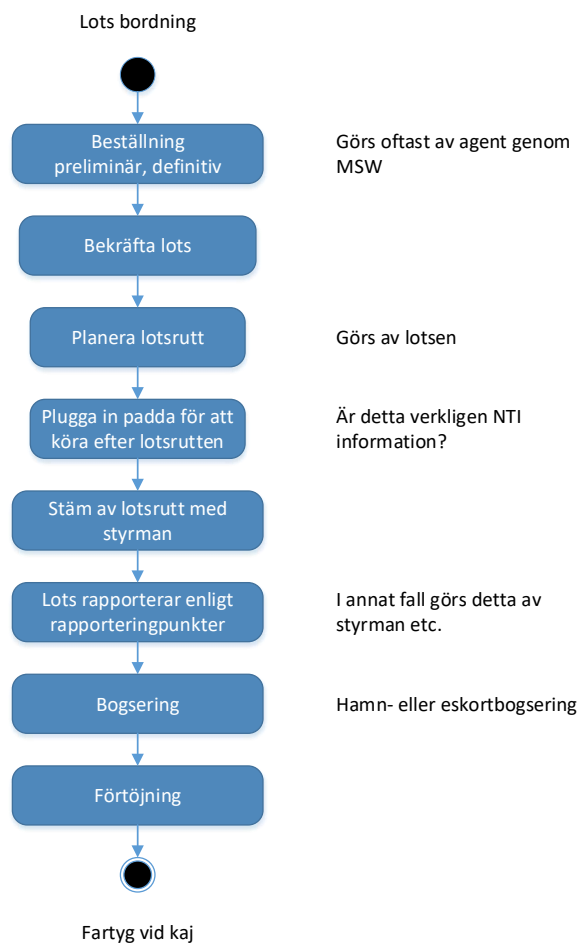 Lots bordning
Beställning
preliminär, definitiv
Görs oftast av agent genom
MSW
Bekräfta lots
Planera lotsrutt
Görs av lotsen
Plugga in padda för att
köra efter lotsrutten
Är detta verkligen NTI
information?
Stäm av lotsrutt med
styrman
Lots rapporterar enligt
rapporteringpunkter
I annat fall görs detta av
styrman etc.
Bogsering
Hamn- eller eskortbogsering
Förtöjning
Fartyg vid kaj